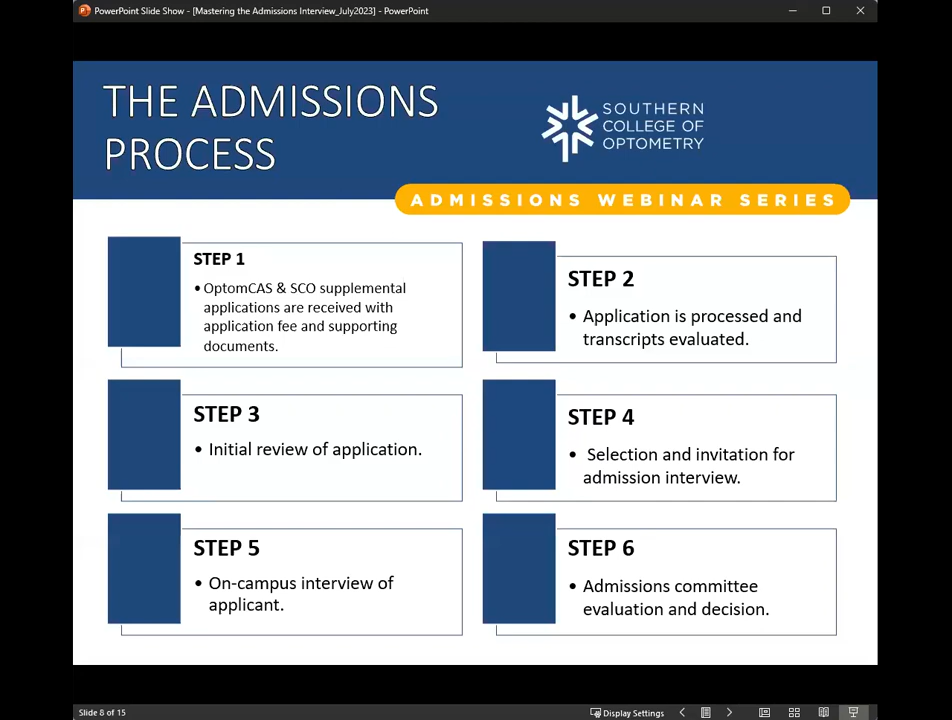 PowerPoint Slide Show - [Mastering the Admissions Interview_July2023] - PowerPoint
THE ADMISSIONS
PROCESS
SOUTHERN
COLLEGE OF
OPTOMETRY
ADMISSIONS WEBINAR SERIES
STEP 1
• OptomCAS & SCO supplemental
applications are received with
application fee and supporting
documents.
STEP 2
• Application is processed and
transcripts evaluated.
STEP 3
• Initial review of application.
STEP 4
• Selection and invitation for
admission interview.
STEP 5
• On-campus interview of
applicant.
STEP 6
• Admissions committee
evaluation and decision.
Slide 8 of 15
Display Settings